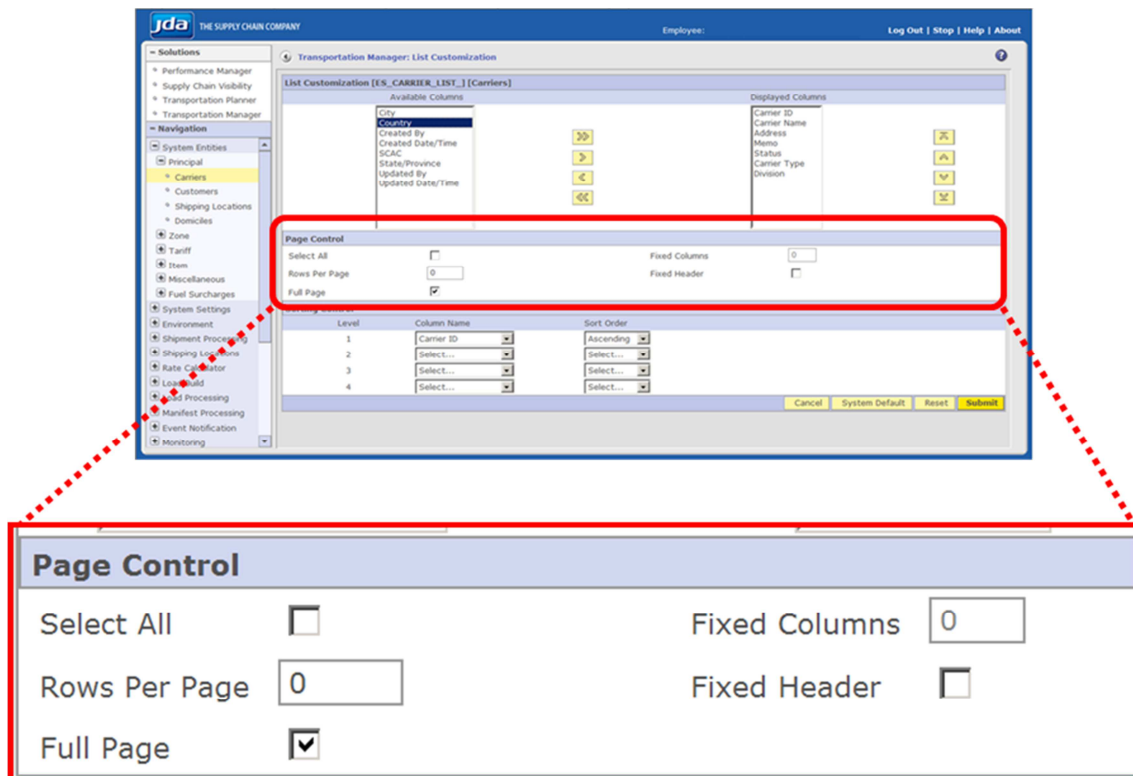 jda THE SUPPLY CHAIN COMPANY
Employee:
Log Out | Stop | Help | About
Solutions
Performance Manager
Supply Chain Visibility
Transportation Planner
Transportation Manager
Navigation
System Entities
Principal
Carriers
Customers
Shipping Locations
Domiciles
Zone
Tariff
Item
Miscellaneous
Fuel Surcharges
System Settings
Environment
Shipment Processing
Shipping Locations
Rate Calculator
Load Build
Load Processing
Manifest Processing
Event Notification
Monitoring
Transportation Manager: List Customization
List Customization [ES_CARRIER_LIST_] [Carriers]
Available Columns
City
Country
Created By
Created Date/Time
SCAC
State/Province
Updated By
Updated Date/Time
Displayed Columns
Carrier ID
Carrier Name
Address
Memo
Status
Carrier Type
Division
Page Control
Select All
Fixed Columns 0
Rows Per Page 0
Fixed Header
Full Page
Sorting Control
Level Column Name Sort Order
1 Carrier ID Ascending
2 Select... Select...
3 Select... Select...
4 Select... Select...
Cancel System Default Reset Submit
Page Control
Select All
Fixed Columns 0
Rows Per Page 0
Fixed Header
Full Page